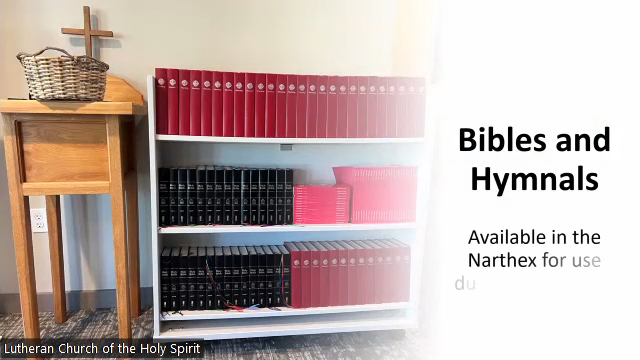 Bibles and
Hymnals
Available in the
Narthex for use
du
Lutheran Church of the Holy Spirit